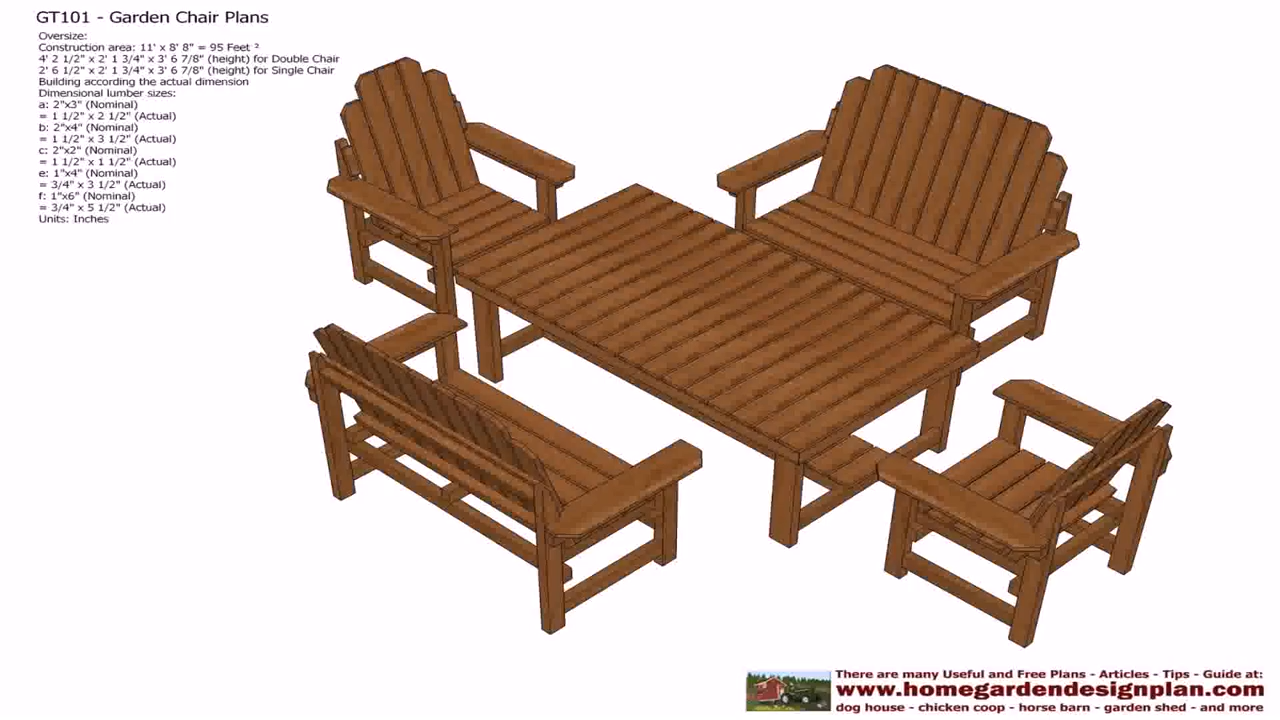 GT101 - Garden Chair Plans
Oversize:
Construction area: 11' x 8' 8" = 95 Feet ²
4' 2 1/2" x 2' 1 3/4" x 3' 6 7/8" (height) for Double Chair
2' 6 1/2" x 2' 1 3/4" x 3' 6 7/8" (height) for Single Chair
Building according the actual dimension
Dimensional lumber sizes:
a: 2"x3" (Nominal)
= 1 1/2" x 2 1/2" (Actual)
b: 2"x4" (Nominal)
= 1 1/2" x 3 1/2" (Actual)
c: 2"x2" (Nominal)
= 1 1/2" x 1 1/2" (Actual)
e: 1"x4" (Nominal)
= 3/4" x 3 1/2" (Actual)
f: 1"x6" (Nominal)
= 3/4" x 5 1/2" (Actual)
Units: Inches
There are many Useful and Free Plans - Articles - Tips - Guide at:
www.homegardendesignplan.com
dog house - chicken coop - horse barn - garden shed - and more